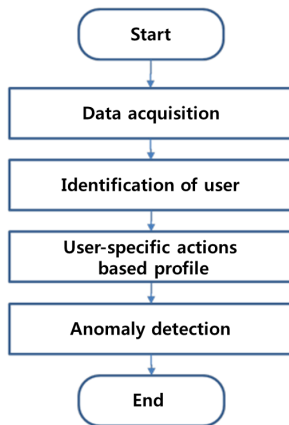 Start
Data acquisition
Identification of user
User-specific actions
based profile
Anomaly detection
End